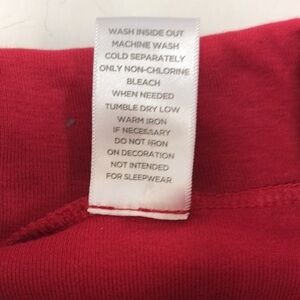 WASH INSIDE OUT
MACHINE WASH
COLD SEPARATELY
ONLY NON-CHLORINE
BLEACH
WHEN NEEDED
TUMBLE DRY LOW
WARM IRON
IF NECESSARY
DO NOT IRON
ON DECORATION
NOT INTENDED
FOR SLEEPWEAR